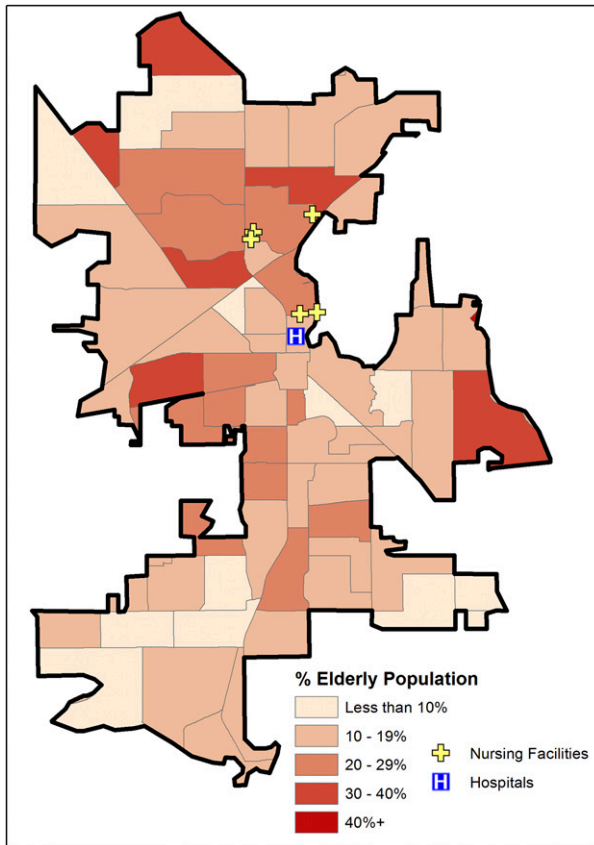 H
% Elderly Population
Less than 10%
10 - 19%
20 - 29%
30 - 40%
40%+
Nursing Facilities
H Hospitals